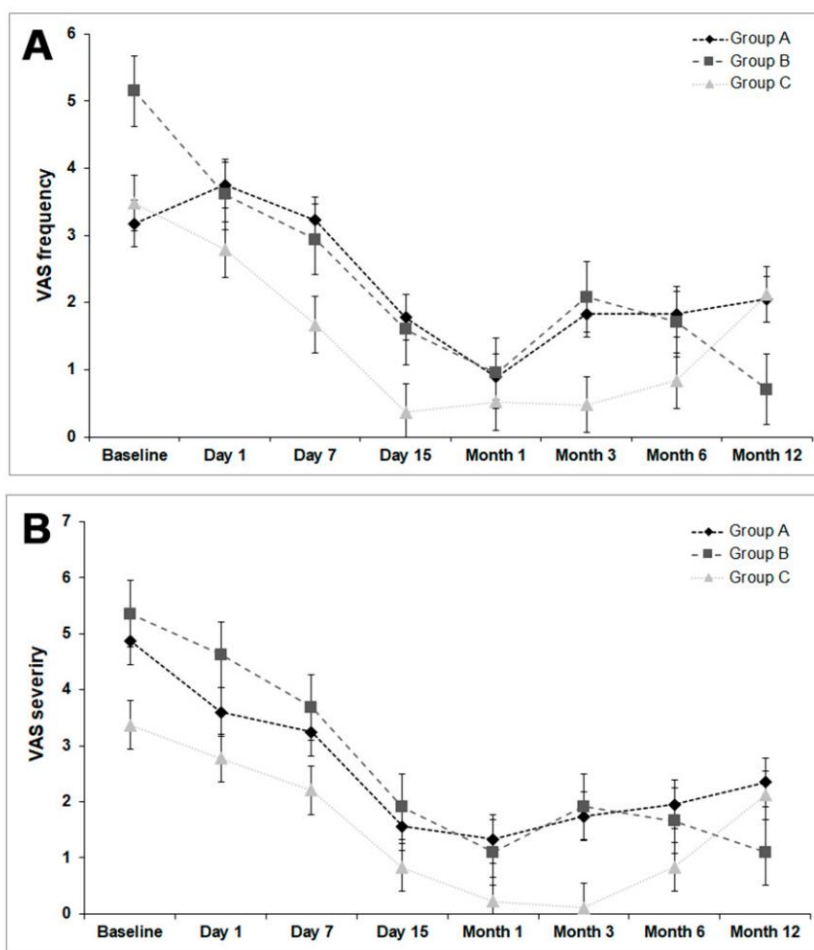 A
Group A
Group B
Group C
6
5
4
3
2
1
0
VAS frequency
Baseline Day 1 Day 7 Day 15 Month 1 Month 3 Month 6 Month 12
B
Group A
Group B
Group C
7
6
5
4
3
2
1
0
VAS severiry
Baseline Day 1 Day 7 Day 15 Month 1 Month 3 Month 6 Month 12